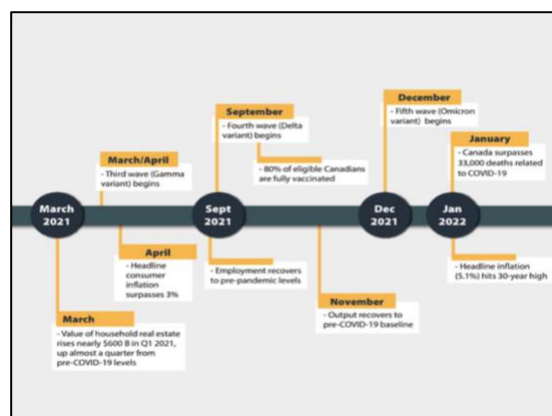 September
- Fourth wave (Delta
variant) begins
- 80% of eligible Canadians
are fully vaccinated
December
- Fifth wave (Omicron
variant) begins
January
- Canada surpasses
33,000 deaths related
to COVID-19
March/April
- Third wave (Gamma
variant) begins
March
2021
Sept
2021
Dec
2021
Jan
2022
April
- Headline
consumer
inflation
surpasses 3%
- Employment recovers
to pre-pandemic levels
- Headline inflation
(5.1%) hits 30-year high
November
- Output recovers to
pre-COVID-19 baseline
March
- Value of household real estate
rises nearly $600 B in Q1 2021,
up almost a quarter from
pre-COVID-19 levels